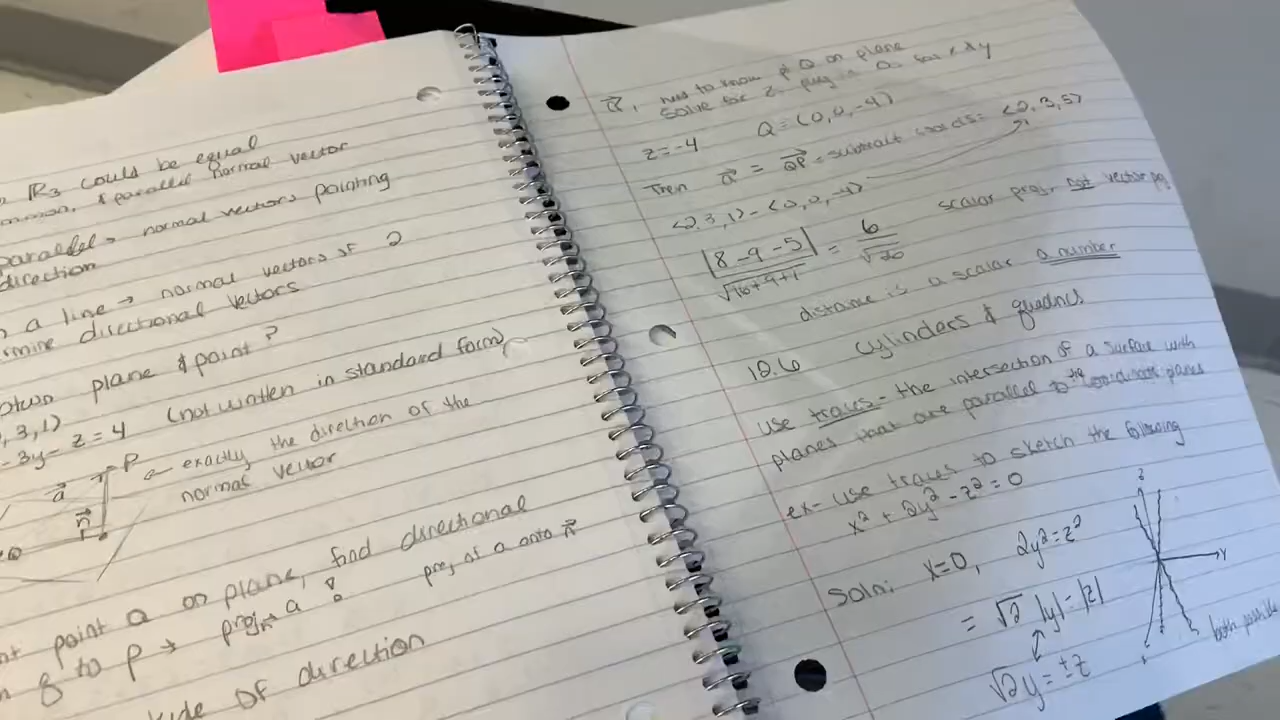 R₃ could be equal
& parallel normal vector
parallel → normal vectors pointing
direction
a line → normal vectors of 2
directional vectors
plane & point?
, 3, 1)
- 3y - z = 4 (not written in standard form)
P ← exactly the direction of the
a⃗ normal vector
n⃗
point Q on plane, find directional
to P → proj a ! proj of a onto n⃗
of direction
a⃗, need to know Q on plane
solve for z plug in 0s for x y
z = -4 Q = (0, 0, -4)
Then a⃗ = QP⃗ = subtract coords = <2, 3, 5>
<2, 3, 1> - <0, 0, -4>
|8 - 9 - 5| / √16+9+1 = 6 / √26 scalar proj, not vector proj
distance is a scalar a number
12.6 cylinders & quadrics
use traces - the intersection of a surface with
planes that are parallel to the coordinate planes
ex- use traces to sketch the following
x² + 2y² - z² = 0
z
Soln: x=0, 2y² = z²
y
= √2 |y| = |z|
both possible
√2y = ±z